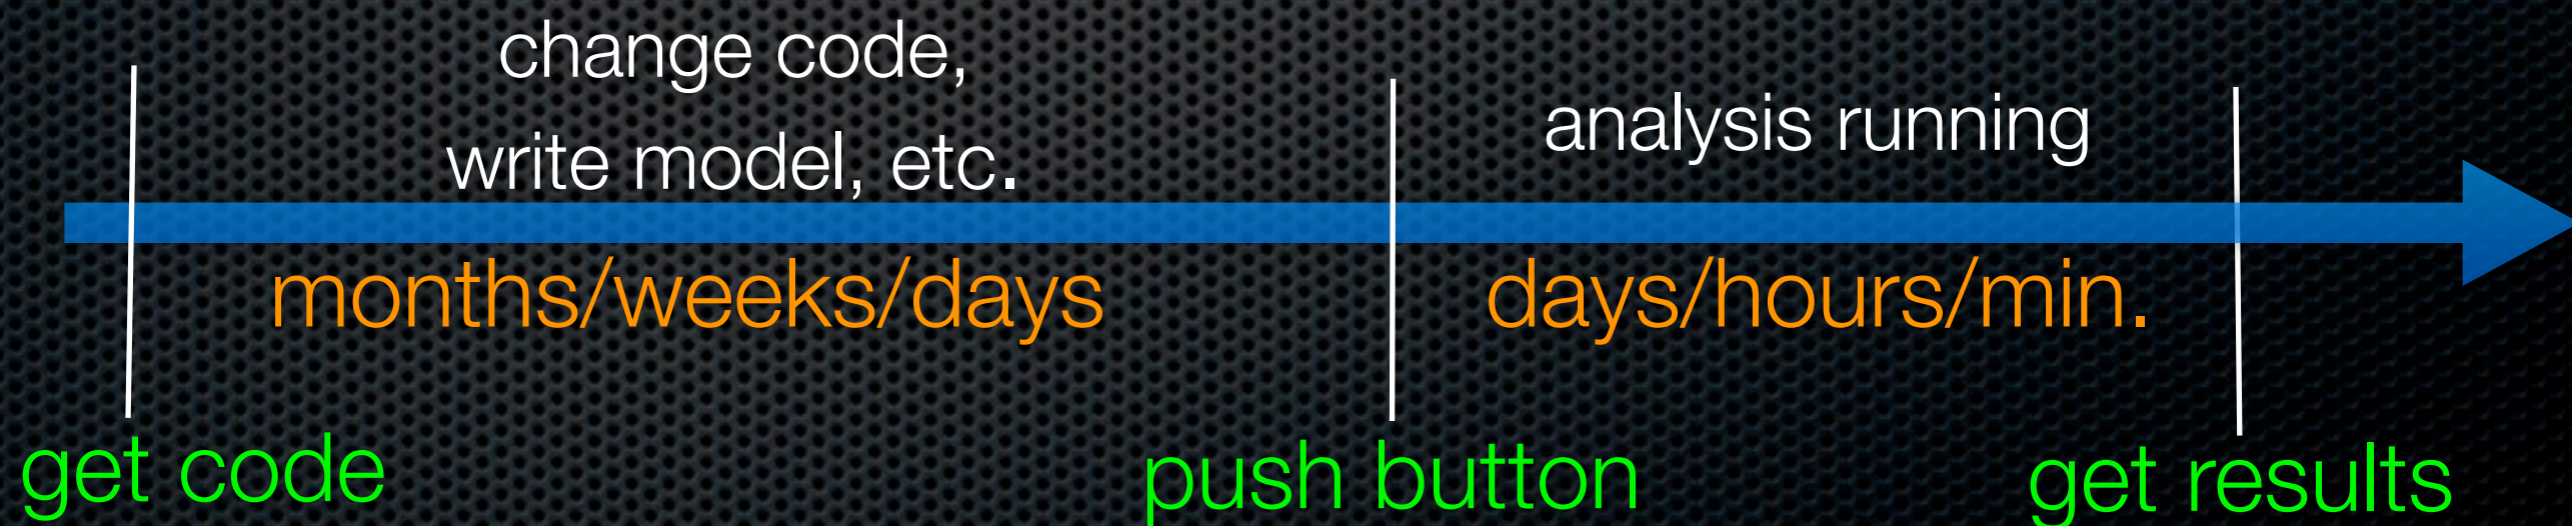 change code,
write model, etc.
analysis running
months/weeks/days
days/hours/min.
get code
push button
get results